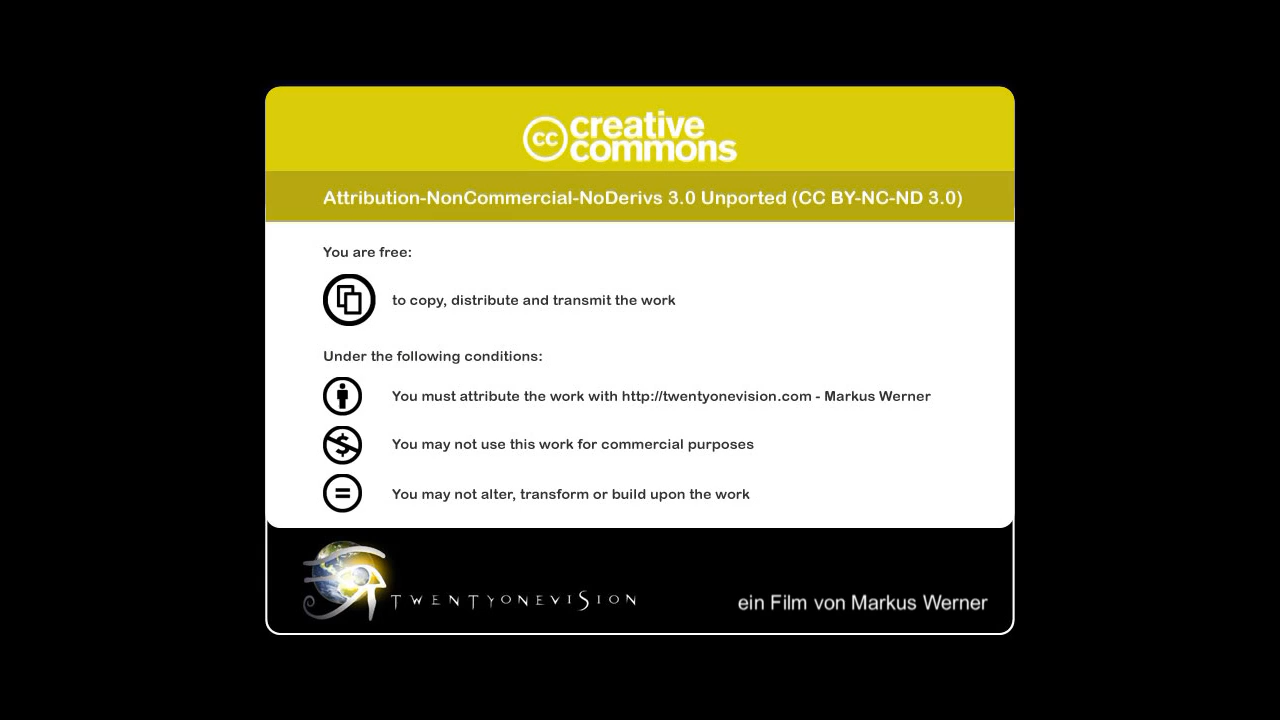 cc creative
commons
Attribution-NonCommercial-NoDerivs 3.0 Unported (CC BY-NC-ND 3.0)
You are free:
to copy, distribute and transmit the work
Under the following conditions:
You must attribute the work with http://twentyonevision.com - Markus Werner
$ You may not use this work for commercial purposes
= You may not alter, transform or build upon the work
TWENTYONEVISION
ein Film von Markus Werner